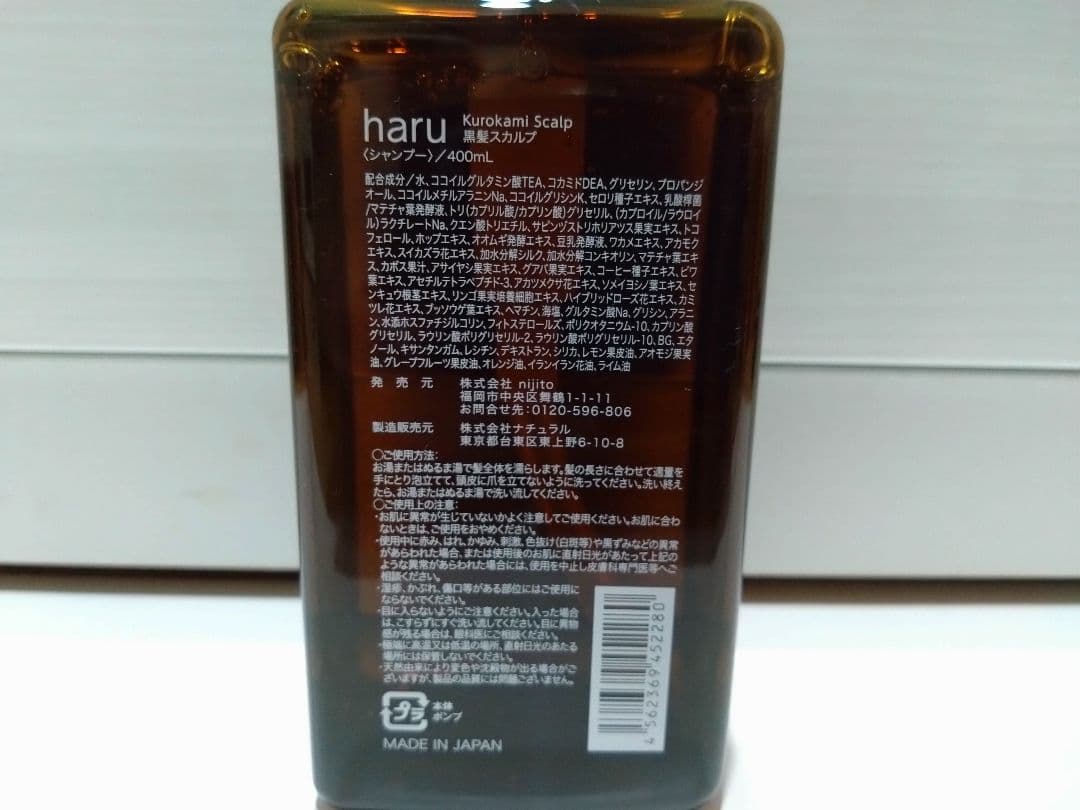 haru Kurokami Scalp
黒髪スカルプ
〈シャンプー〉／400mL
配合成分／水、ココイルグルタミン酸TEA、コカミドDEA、グリセリン、プロパンジ
オール、ココイルメチルアラニンNa、ココイルグリシンK、セロリ種子エキス、乳酸桿菌
/マテチャ葉発酵液、トリ(カプリル酸/カプリン酸)グリセリル、(カプロイル/ラウロイ
ル)ラクチレートNa、クエン酸トリエチル、サピンヅストリホリアツス果実エキス、トコ
フェロール、ホップエキス、オオムギ発酵エキス、豆乳発酵液、ワカメエキス、アカモク
エキス、スイカズラ花エキス、加水分解シルク、加水分解コンキオリン、マテチャ葉エキ
ス、カボス果汁、アサイヤシ果実エキス、グアバ果実エキス、コーヒー種子エキス、ビワ
葉エキス、アセチルテトラペプチド-3、アカツメクサ花エキス、ソメイヨシノ葉エキス、セ
ンキュウ根茎エキス、リンゴ果実培養細胞エキス、ハイブリッドローズ花エキス、カミ
ツレ花エキス、ブッソウゲ葉エキス、ヘマチン、海塩、グルタミン酸Na、グリシン、アラニ
ン、水添ホスファチジルコリン、フィトステロールズ、ポリクオタニウム-10、カプリン酸
グリセリル、ラウリン酸ポリグリセリル-2、ラウリン酸ポリグリセリル-10、BG、エタ
ノール、キサンタンガム、レシチン、デキストラン、シリカ、レモン果皮油、アオモジ果実
油、グレープフルーツ果皮油、オレンジ油、イランイラン花油、ライム油
発売元 株式会社 nijito
福岡市中央区舞鶴1-1-11
お問合せ先：0120-596-806
製造販売元 株式会社ナチュラル
東京都台東区東上野6-10-8
○ご使用方法：
お湯またはぬるま湯で髪全体を濡らします。髪の長さに合わせて適量を
手にとり泡立てて、頭皮に爪を立てないように洗ってください。洗い終え
たら、お湯またはぬるま湯で洗い流してください。
○ご使用上の注意：
・お肌に異常が生じていないかよく注意してご使用ください。お肌に合わ
ないときは、ご使用をおやめください。
・使用中に赤み、はれ、かゆみ、刺激、色抜け(白斑等)や黒ずみなどの異常
があらわれた場合、または使用後のお肌に直射日光があたって上記の
ような異常があらわれた場合には、使用を中止し皮膚科専門医等へご
相談ください。
・湿疹、かぶれ、傷口等がある部位にはご使用に
ならないでください。
・目に入らないようにご注意ください。入った場合
は、こすらずにすぐ洗い流してください。目に異物
感が残る場合は、眼科医にご相談ください。
・極端に高温又は低温の場所、直射日光のあたる
場所には保管しないでください。
・天然由来により変色や沈殿物が出る場合がご
ざいますが、製品の品質には問題ございません。
プラ 本体
ポンプ
MADE IN JAPAN
4 562369 452280